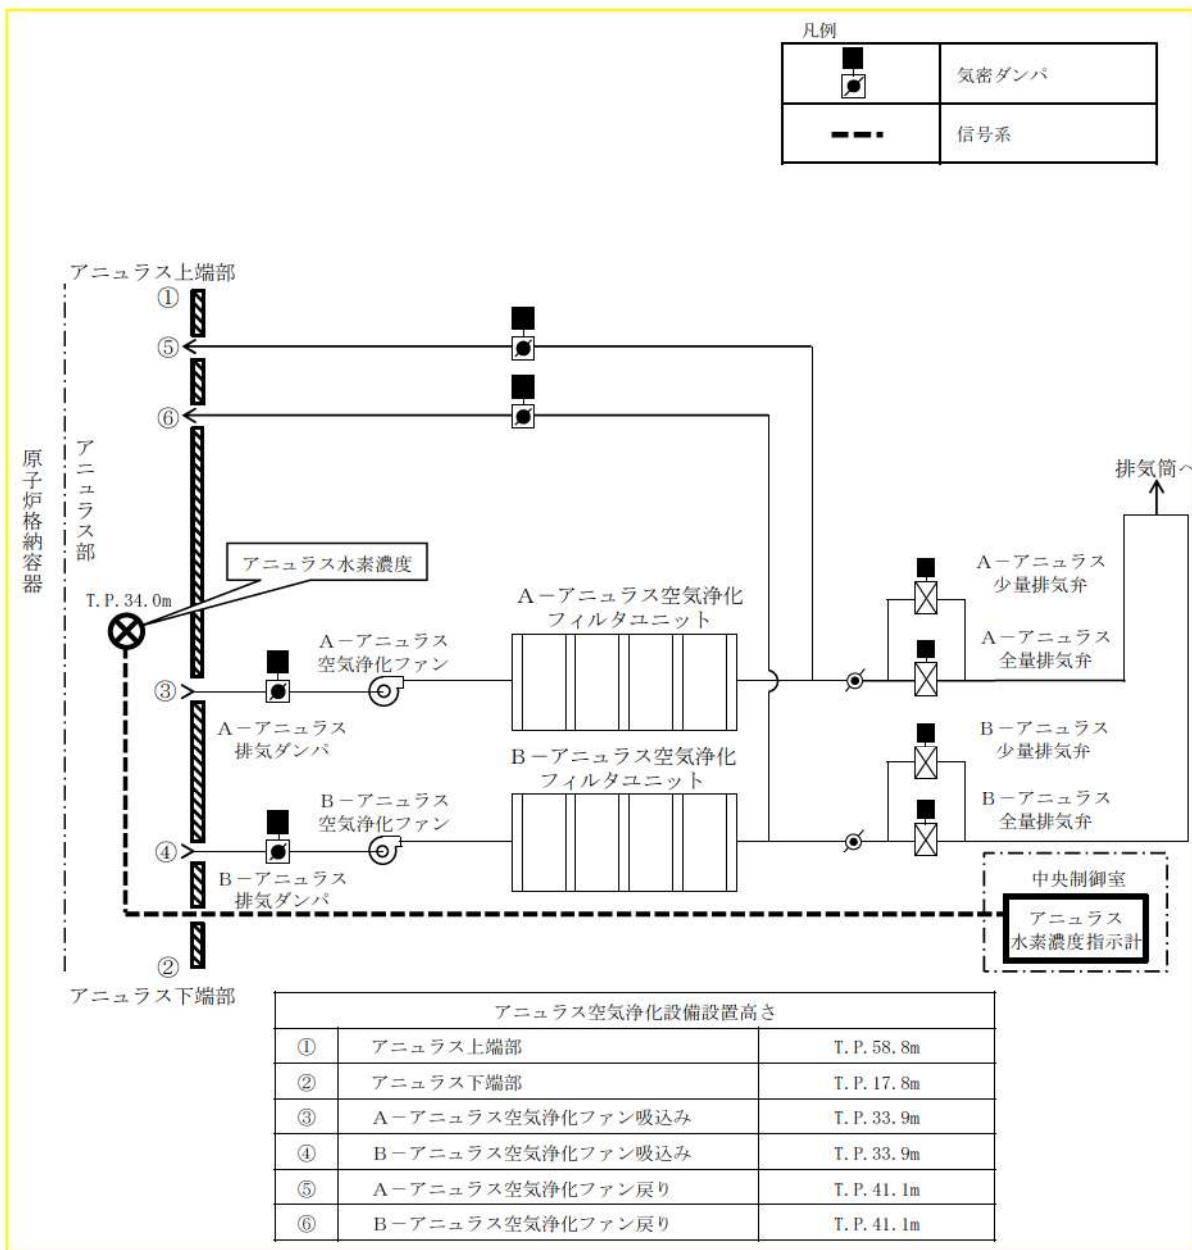 凡例
気密ダンパ
信号系
アニュラス上端部
①
⑤
⑥
原子炉格納容器
アニュラス部
排気筒へ
アニュラス水素濃度
T.P.34.0m
A-アニュラス
少量排気弁
A-アニュラス空気浄化
フィルタユニット
A-アニュラス
空気浄化ファン
A-アニュラス
全量排気弁
③
A-アニュラス
排気ダンパ
B-アニュラス
少量排気弁
B-アニュラス空気浄化
フィルタユニット
B-アニュラス
空気浄化ファン
B-アニュラス
全量排気弁
④
B-アニュラス
排気ダンパ
中央制御室
アニュラス
水素濃度指示計
②
アニュラス下端部
アニュラス空気浄化設備設置高さ
① アニュラス上端部 T.P.58.8m
② アニュラス下端部 T.P.17.8m
③ A-アニュラス空気浄化ファン吸込み T.P.33.9m
④ B-アニュラス空気浄化ファン吸込み T.P.33.9m
⑤ A-アニュラス空気浄化ファン戻り T.P.41.1m
⑥ B-アニュラス空気浄化ファン戻り T.P.41.1m